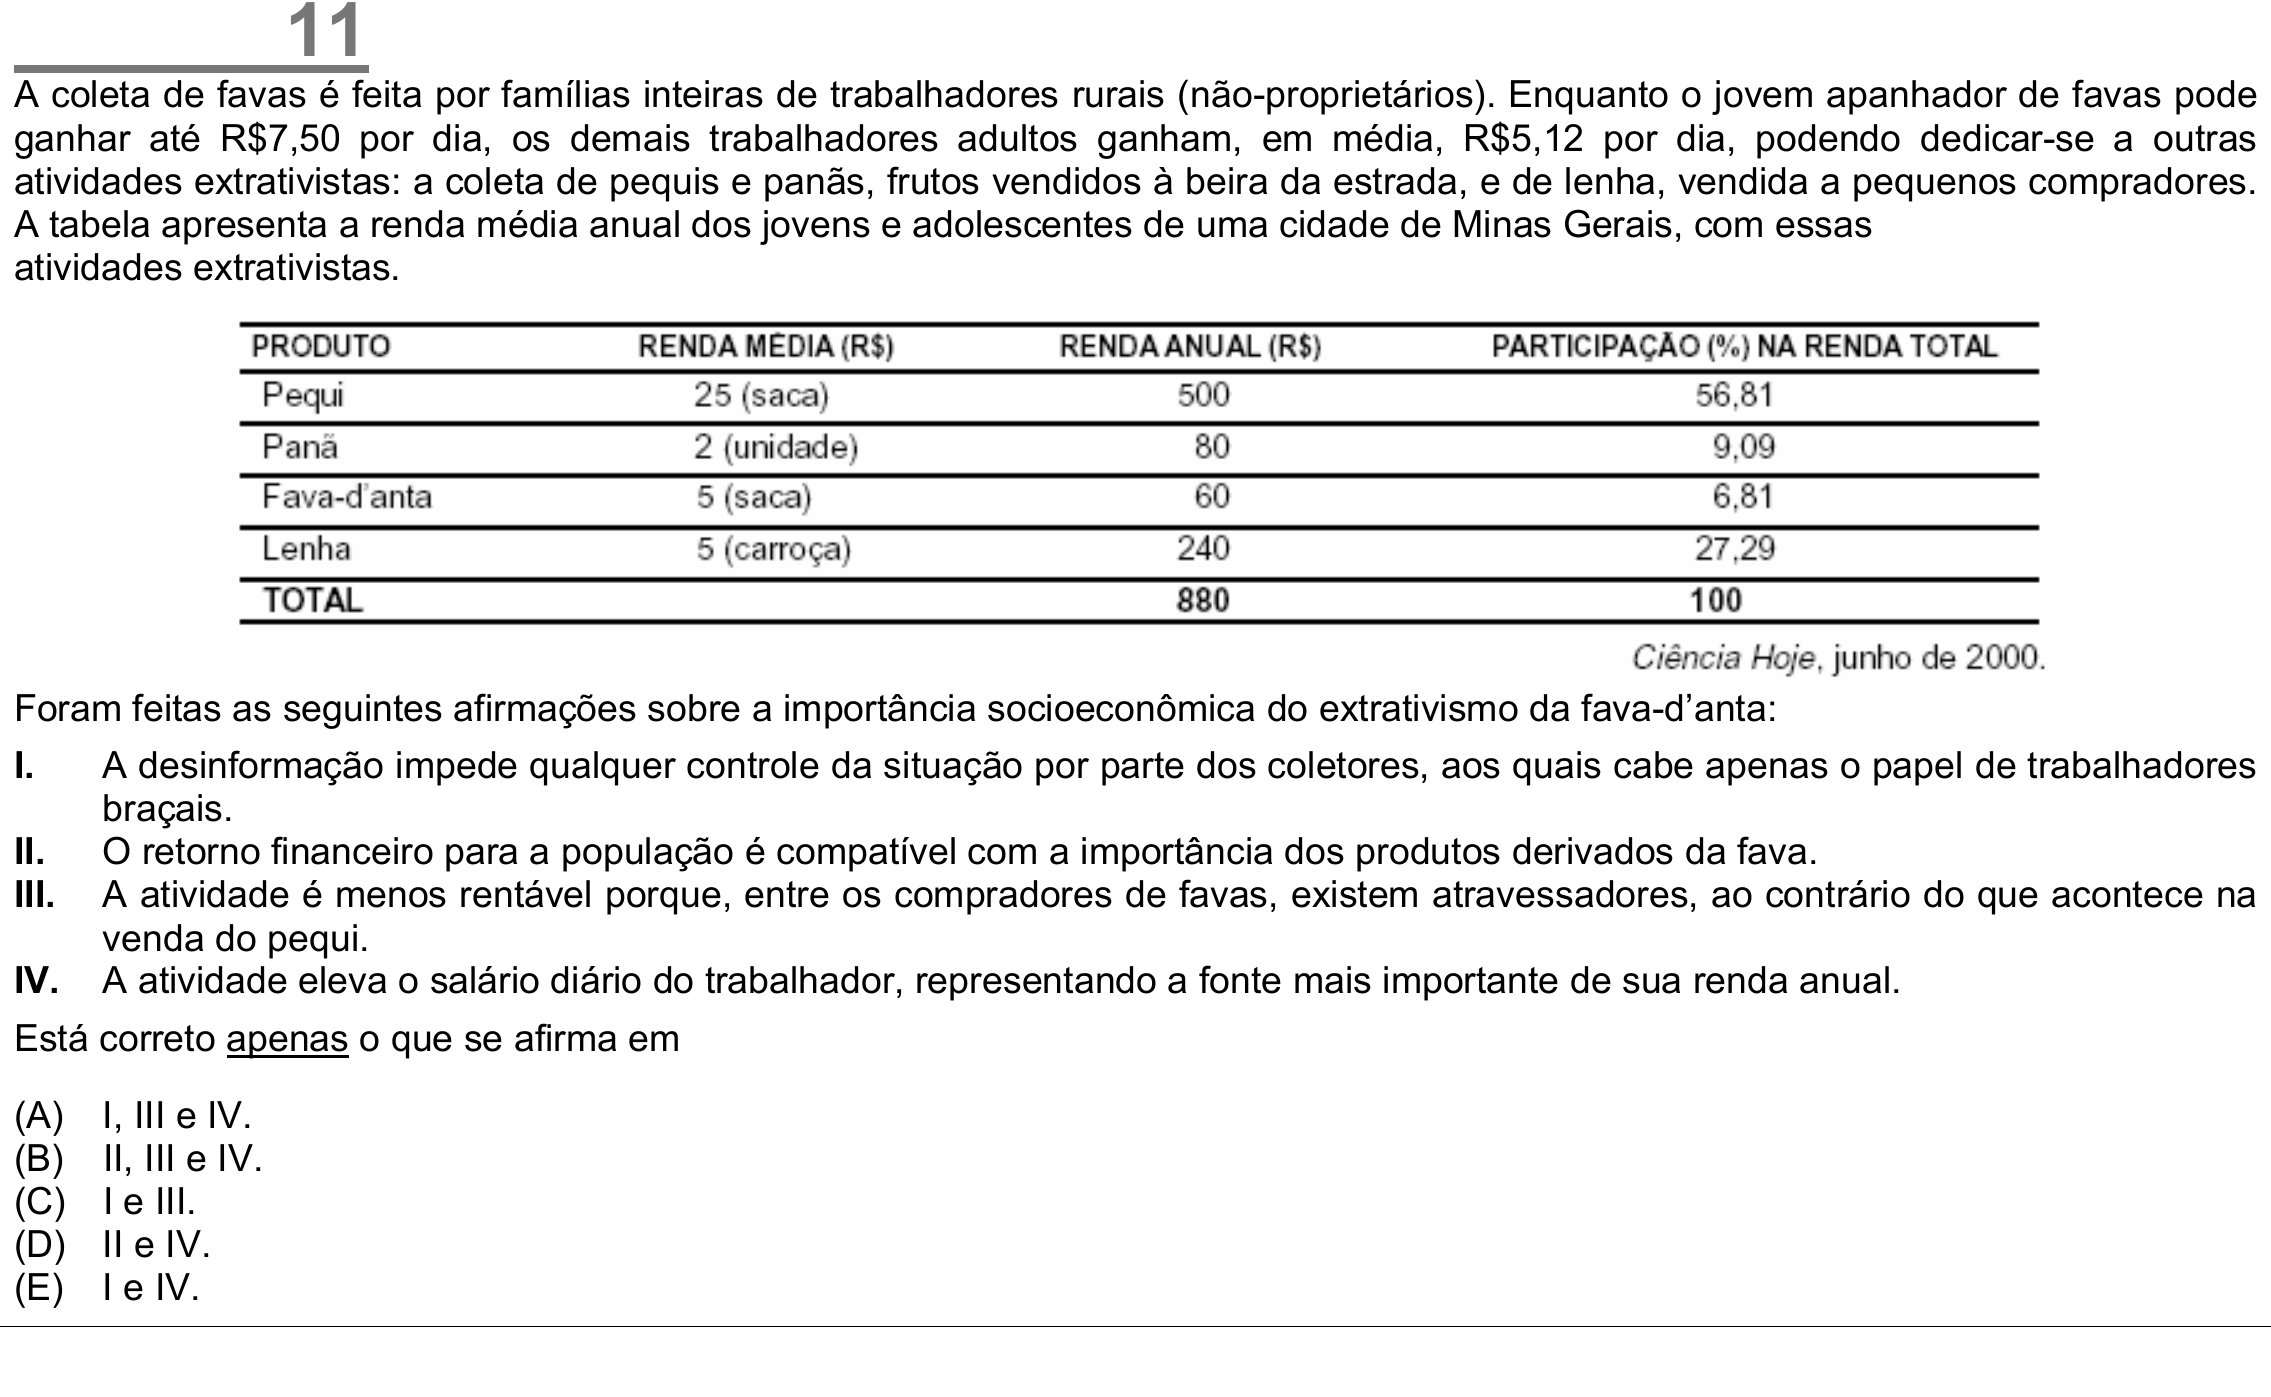 11
A coleta de favas é feita por famílias inteiras de trabalhadores rurais (não-proprietários). Enquanto o jovem apanhador de favas pode
ganhar até R$7,50 por dia, os demais trabalhadores adultos ganham, em média, R$5,12 por dia, podendo dedicar-se a outras
atividades extrativistas: a coleta de pequis e panãs, frutos vendidos à beira da estrada, e de lenha, vendida a pequenos compradores.
A tabela apresenta a renda média anual dos jovens e adolescentes de uma cidade de Minas Gerais, com essas
atividades extrativistas.
PRODUTO RENDA MÉDIA (R$) RENDA ANUAL (R$) PARTICIPAÇÃO (%) NA RENDA TOTAL
Pequi 25 (saca) 500 56,81
Panã 2 (unidade) 80 9,09
Fava-d'anta 5 (saca) 60 6,81
Lenha 5 (carroça) 240 27,29
TOTAL 880 100
Ciência Hoje, junho de 2000.
Foram feitas as seguintes afirmações sobre a importância socioeconômica do extrativismo da fava-d’anta:
I. A desinformação impede qualquer controle da situação por parte dos coletores, aos quais cabe apenas o papel de trabalhadores
braçais.
II. O retorno financeiro para a população é compatível com a importância dos produtos derivados da fava.
III. A atividade é menos rentável porque, entre os compradores de favas, existem atravessadores, ao contrário do que acontece na
venda do pequi.
IV. A atividade eleva o salário diário do trabalhador, representando a fonte mais importante de sua renda anual.
Está correto apenas o que se afirma em
(A) I, III e IV.
(B) II, III e IV.
(C) I e III.
(D) II e IV.
(E) I e IV.